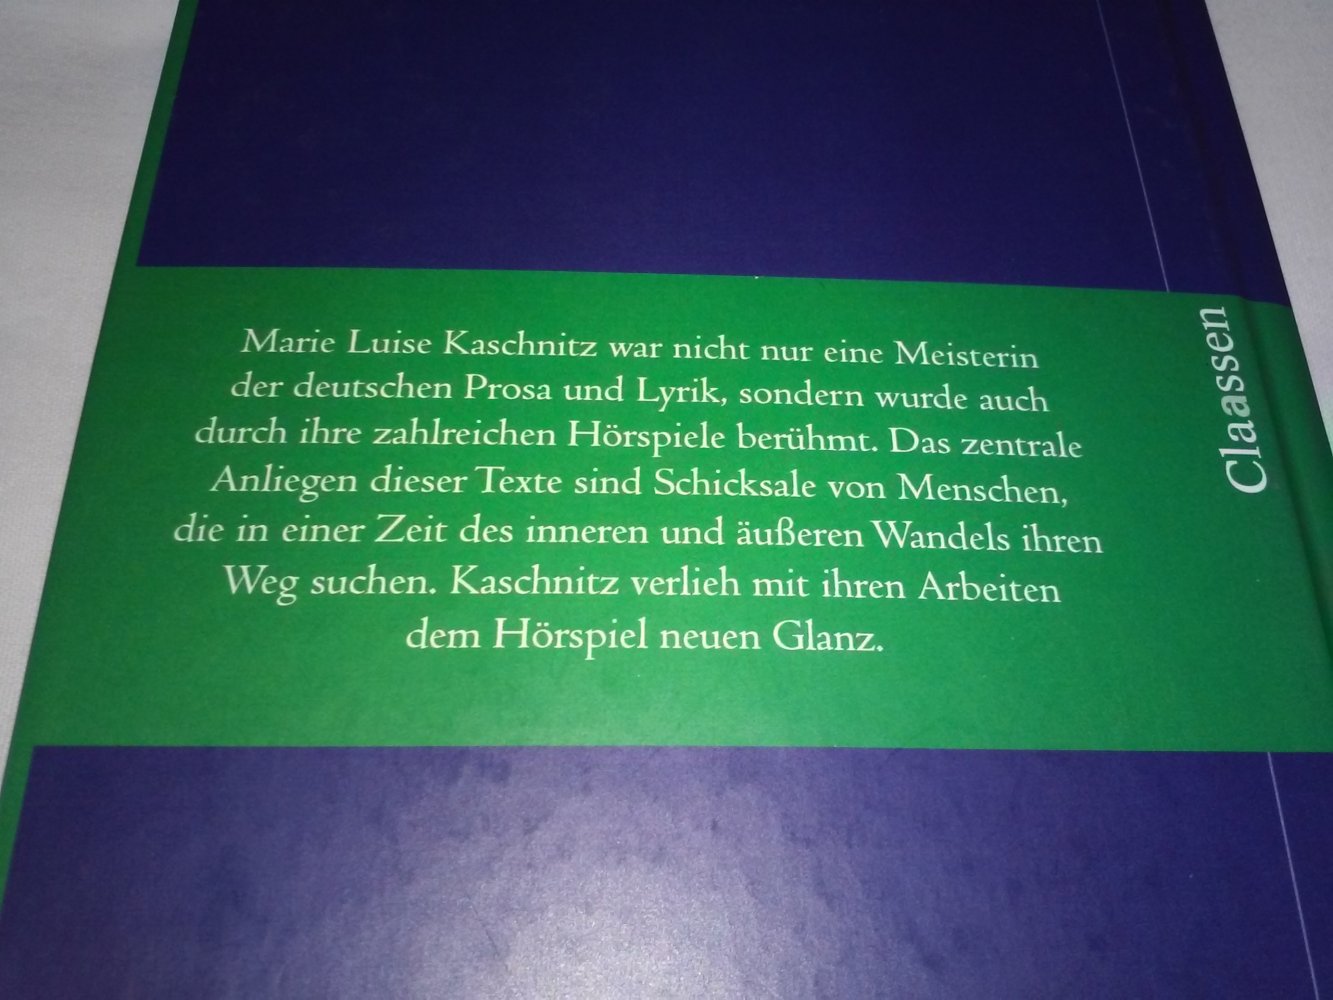 Marie Luise Kaschnitz war nicht nur eine Meisterin
der deutschen Prosa und Lyrik, sondern wurde auch
durch ihre zahlreichen Hörspiele berühmt. Das zentrale
Anliegen dieser Texte sind Schicksale von Menschen,
die in einer Zeit des inneren und äußeren Wandels ihren
Weg suchen. Kaschnitz verlieh mit ihren Arbeiten
dem Hörspiel neuen Glanz.
Claassen